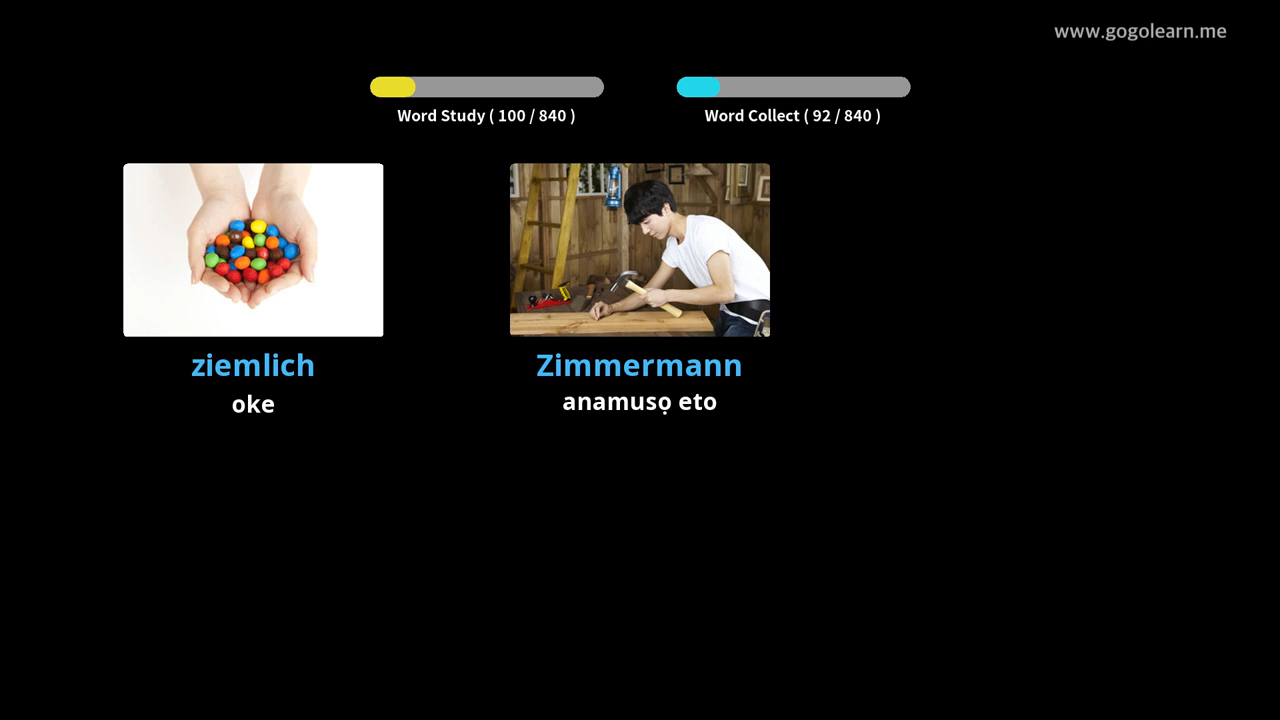 www.gogolearn.me
Word Study ( 100 / 840 )
Word Collect ( 92 / 840 )
ziemlich
oke
Zimmermann
anamusọ eto